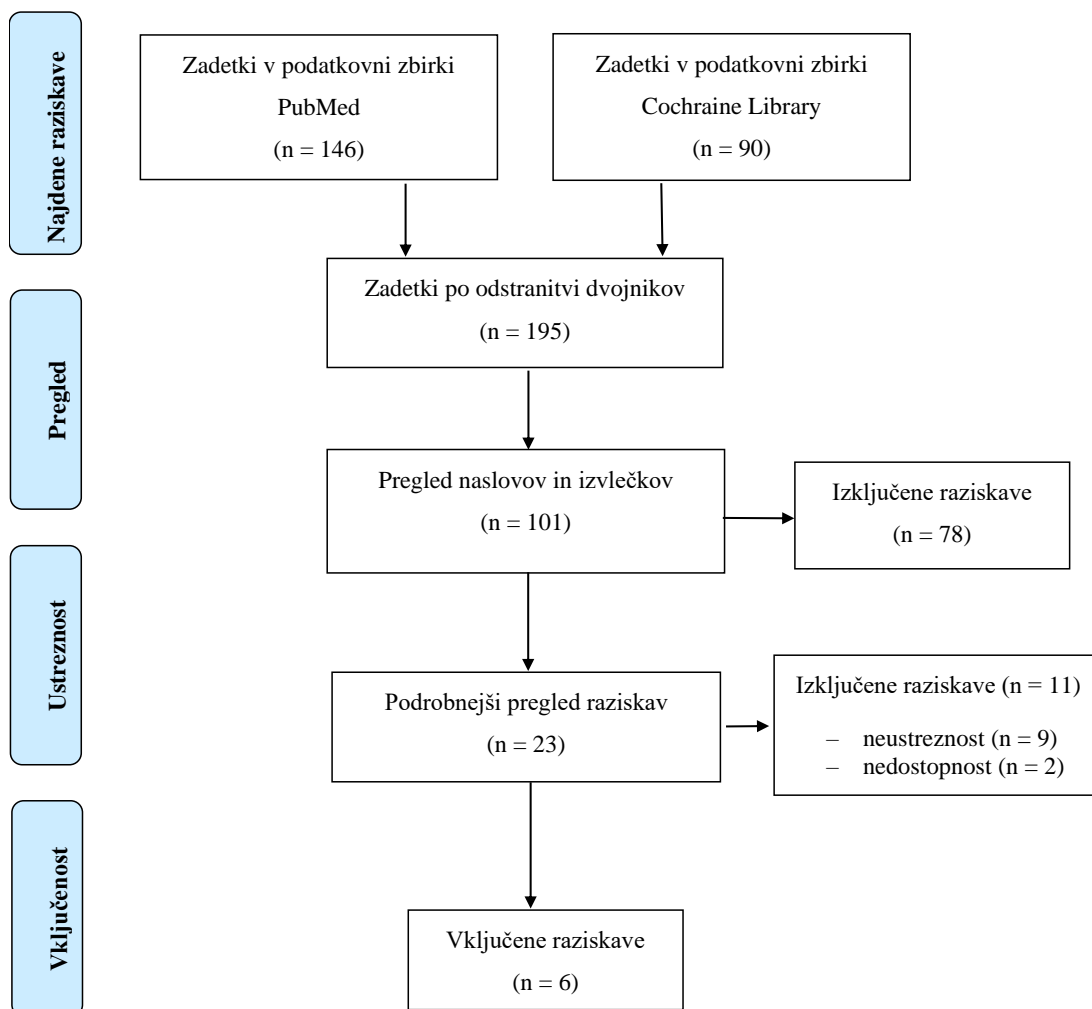 Najdene raziskave
Zadetki v podatkovni zbirki
PubMed
(n = 146)
Zadetki v podatkovni zbirki
Cochraine Library
(n = 90)
Zadetki po odstranitvi dvojnikov
(n = 195)
Pregled
Pregled naslovov in izvlečkov
(n = 101)
Izključene raziskave
(n = 78)
Ustreznost
Podrobnejši pregled raziskav
(n = 23)
Izključene raziskave (n = 11)
– neustreznost (n = 9)
– nedostopnost (n = 2)
Vključenost
Vključene raziskave
(n = 6)